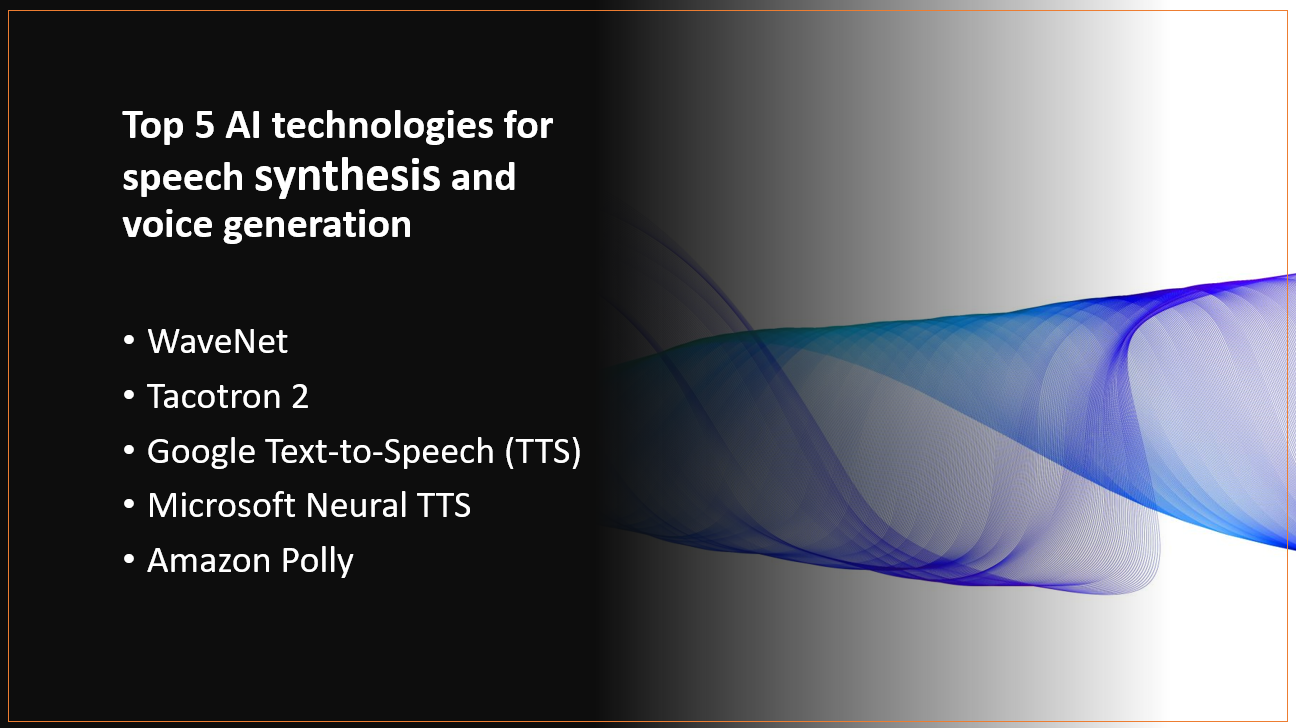 Top 5 AI technologies for
speech synthesis and
voice generation
• WaveNet
• Tacotron 2
• Google Text-to-Speech (TTS)
• Microsoft Neural TTS
• Amazon Polly